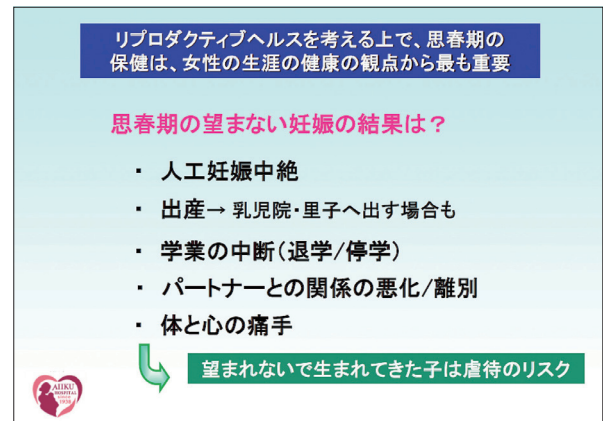 リプロダクティブヘルスを考える上で、思春期の
保健は、女性の生涯の健康の観点から最も重要
思春期の望まない妊娠の結果は？
・ 人工妊娠中絶
・ 出産→ 乳児院・里子へ出す場合も
・ 学業の中断（退学/停学）
・ パートナーとの関係の悪化/離別
・ 体と心の痛手
望まれないで生まれてきた子は虐待のリスク
AIIKU
HOSPITAL
1938